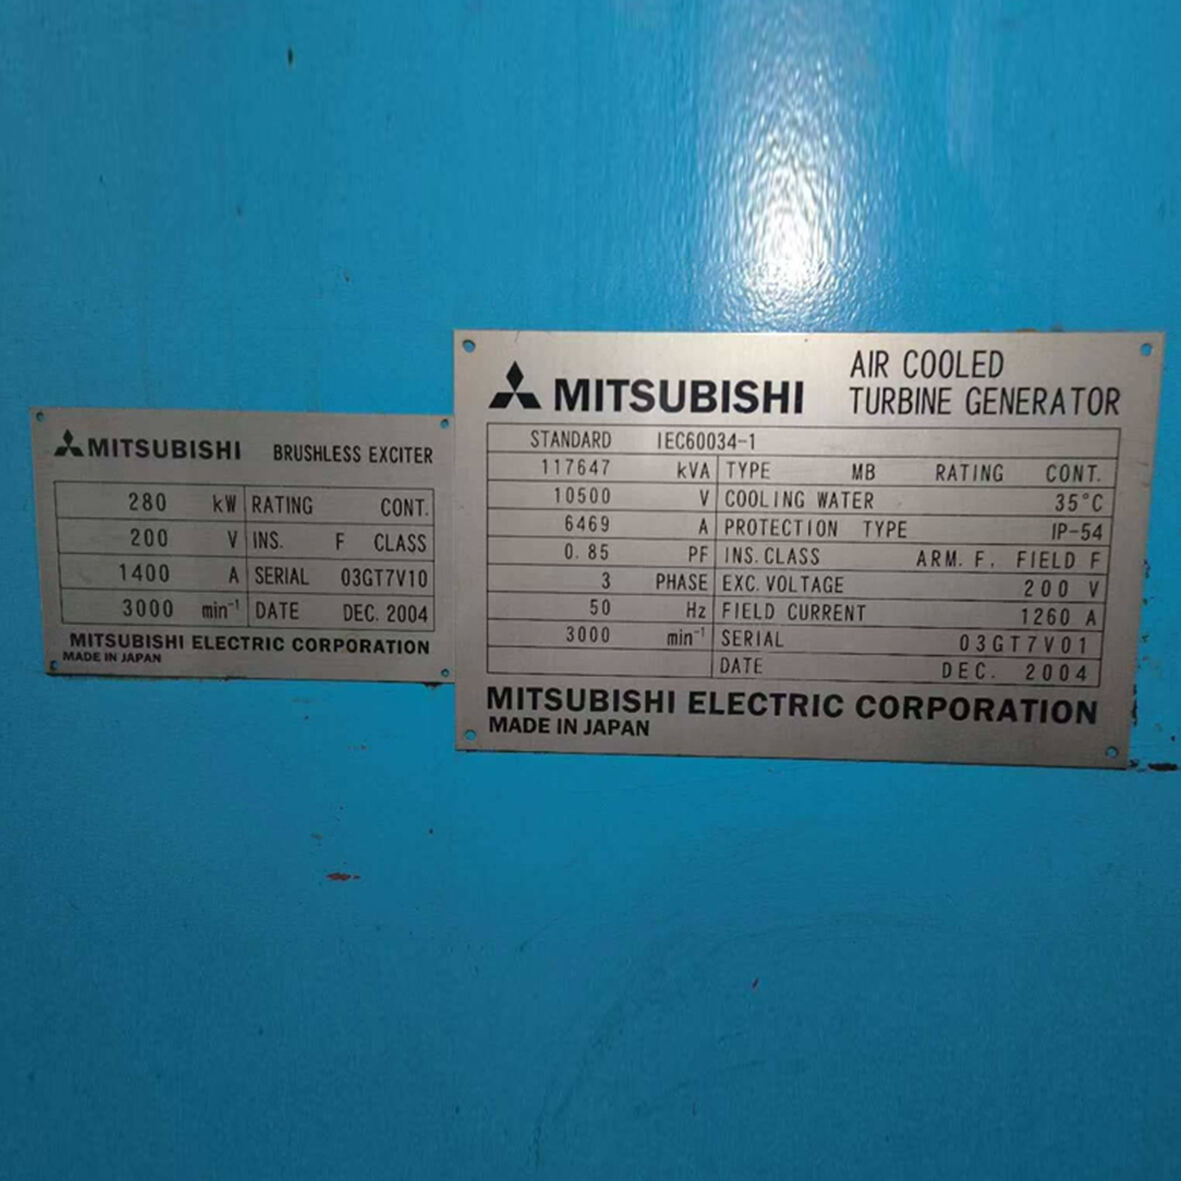 MITSUBISHI BRUSHLESS EXCITER
280 kW RATING CONT.
200 V INS. F CLASS
1400 A SERIAL 03GT7V10
3000 min⁻¹ DATE DEC. 2004
MITSUBISHI ELECTRIC CORPORATION
MADE IN JAPAN
MITSUBISHI AIR COOLED
TURBINE GENERATOR
STANDARD IEC60034-1
117647 kVA TYPE MB RATING CONT.
10500 V COOLING WATER 35°C
6469 A PROTECTION TYPE IP-54
0.85 PF INS. CLASS ARM. F. FIELD F
3 PHASE EXC. VOLTAGE 200 V
50 Hz FIELD CURRENT 1260 A
3000 min⁻¹ SERIAL 03GT7V01
DATE DEC. 2004
MITSUBISHI ELECTRIC CORPORATION
MADE IN JAPAN